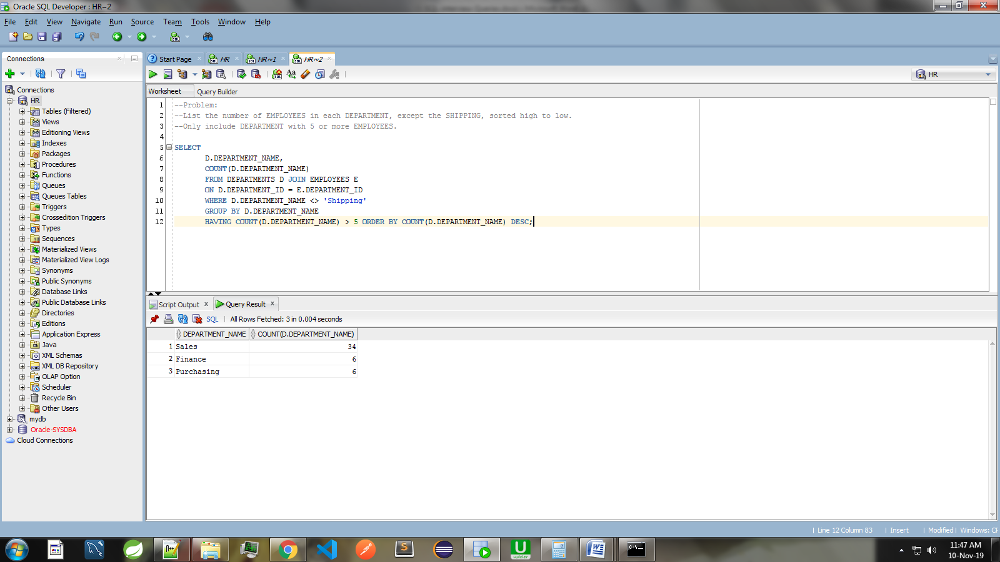 Oracle SQL Developer : HR~2
File Edit View Navigate Run Source Team Tools Window Help
Connections
Start Page HR HR~1 HR~2
HR
Worksheet Query Builder
Connections
HR
Tables (Filtered)
Views
Editioning Views
Indexes
Packages
Procedures
Functions
Queues
Queues Tables
Triggers
Crossedition Triggers
Types
Sequences
Materialized Views
Materialized View Logs
Synonyms
Public Synonyms
Database Links
Public Database Links
Directories
Editions
Application Express
Java
XML Schemas
XML DB Repository
OLAP Option
Scheduler
Recycle Bin
Other Users
mydb
Oracle-SYSDBA
Cloud Connections
1 --Problem:
2 --List the number of EMPLOYEES in each DEPARTMENT, except the SHIPPING, sorted high to low.
3 --Only include DEPARTMENT with 5 or more EMPLOYEES.
4
5 SELECT
6 D.DEPARTMENT_NAME,
7 COUNT(D.DEPARTMENT_NAME)
8 FROM DEPARTMENTS D JOIN EMPLOYEES E
9 ON D.DEPARTMENT_ID = E.DEPARTMENT_ID
10 WHERE D.DEPARTMENT_NAME <> 'Shipping'
11 GROUP BY D.DEPARTMENT_NAME
12 HAVING COUNT(D.DEPARTMENT_NAME) > 5 ORDER BY COUNT(D.DEPARTMENT_NAME) DESC;
Script Output Query Result
SQL All Rows Fetched: 3 in 0.004 seconds
DEPARTMENT_NAME COUNT(D.DEPARTMENT_NAME)
1 Sales 34
2 Finance 6
3 Purchasing 6
Line 12 Column 83 Insert Modified Windows: CF
11:47 AM
10-Nov-19